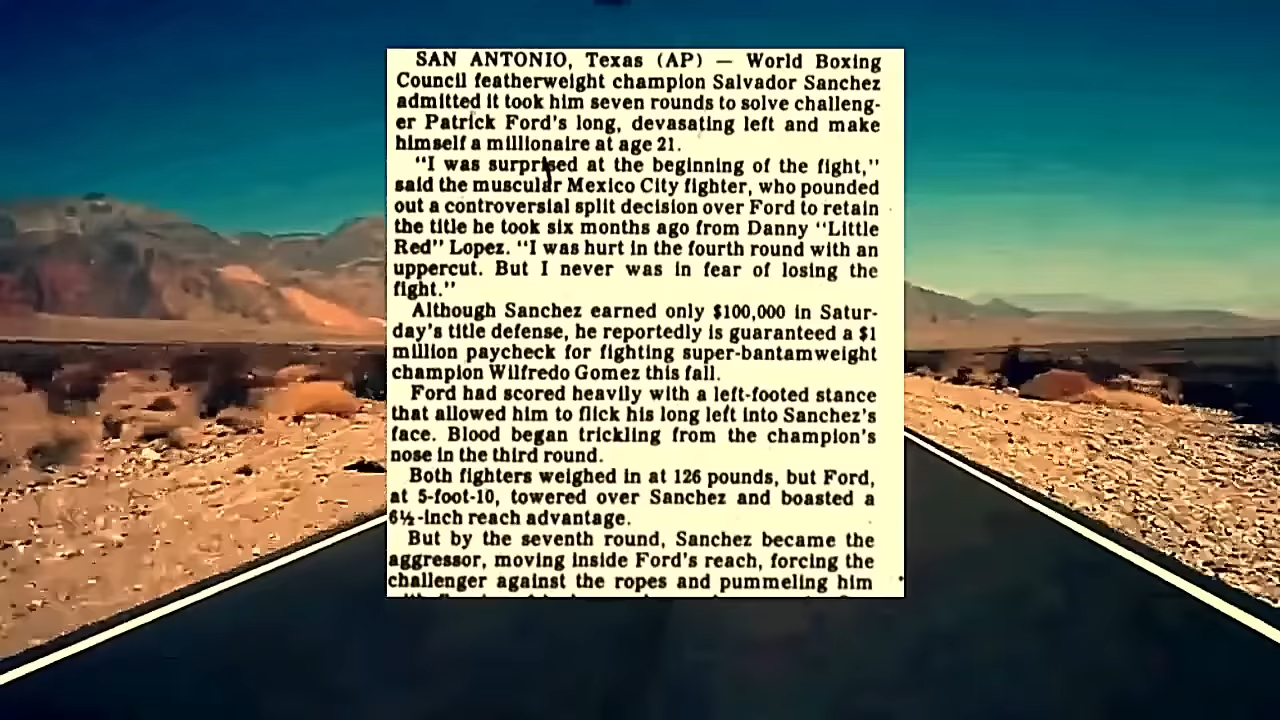 SAN ANTONIO, Texas (AP) — World Boxing
Council featherweight champion Salvador Sanchez
admitted it took him seven rounds to solve challeng-
er Patrick Ford's long, devasating left and make
himself a millionaire at age 21.
"I was surprised at the beginning of the fight,"
said the muscular Mexico City fighter, who pounded
out a controversial split decision over Ford to retain
the title he took six months ago from Danny "Little
Red" Lopez. "I was hurt in the fourth round with an
uppercut. But I never was in fear of losing the
fight."
Although Sanchez earned only $100,000 in Satur-
day's title defense, he reportedly is guaranteed a $1
million paycheck for fighting super-bantamweight
champion Wilfredo Gomez this fall.
Ford had scored heavily with a left-footed stance
that allowed him to flick his long left into Sanchez's
face. Blood began trickling from the champion's
nose in the third round.
Both fighters weighed in at 126 pounds, but Ford,
at 5-foot-10, towered over Sanchez and boasted a
6½-inch reach advantage.
But by the seventh round, Sanchez became the
aggressor, moving inside Ford's reach, forcing the
challenger against the ropes and pummeling him